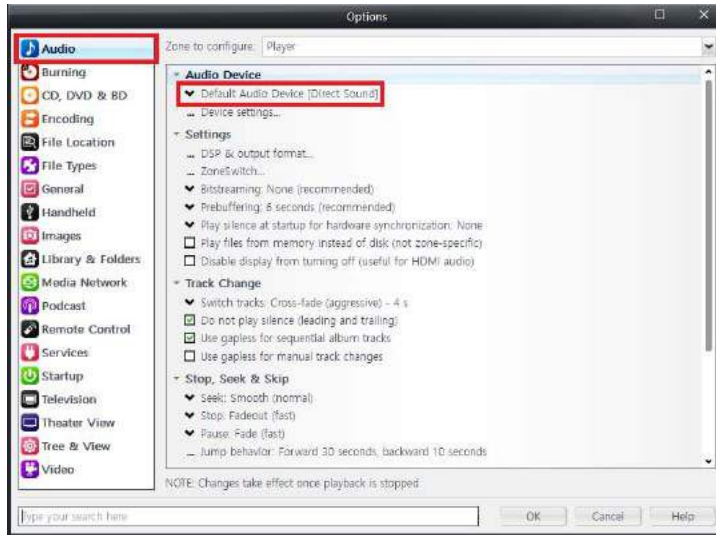 Options
Audio
Burning
CD, DVD & BD
Encoding
File Location
File Types
General
Handheld
Images
Library & Folders
Media Network
Podcast
Remote Control
Services
Startup
Television
Theater View
Tree & View
Video
Zone to configure: Player
Audio Device
Default Audio Device [Direct Sound]
... Device settings...
Settings
... DSP & output format...
... ZoneSwitch...
Bitstreaming: None (recommended)
Prebuffering: 6 seconds (recommended)
Play silence at startup for hardware synchronization: None
Play files from memory instead of disk (not zone-specific)
Disable display from turning off (useful for HDMI audio)
Track Change
Switch tracks: Cross-fade (aggressive) - 4 s
Do not play silence (leading and trailing)
Use gapless for sequential album tracks
Use gapless for manual track changes
Stop, Seek & Skip
Seek: Smooth (normal)
Stop: Fadeout (fast)
Pause: Fade (fast)
... Jump behavior: Forward 30 seconds, backward 10 seconds
NOTE: Changes take effect once playback is stopped
Type your search here
OK
Cancel
Help